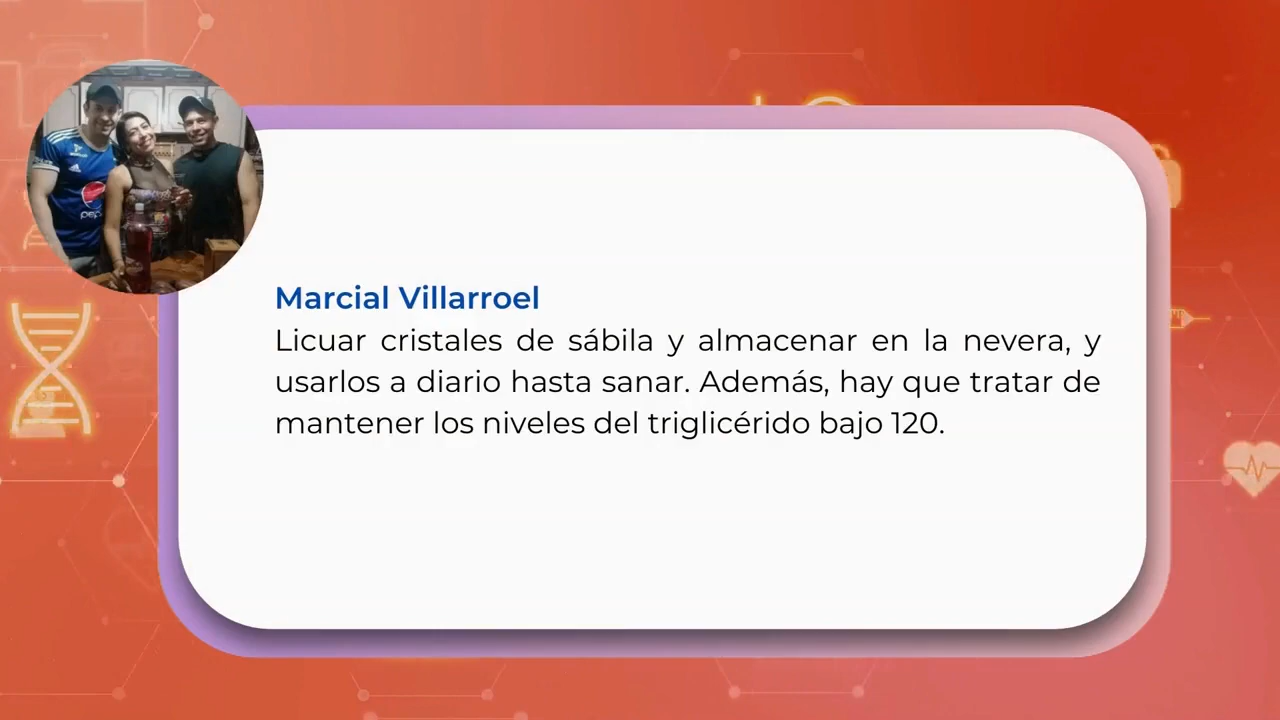 Marcial Villarroel
Licuar cristales de sábila y almacenar en la nevera, y
usarlos a diario hasta sanar. Además, hay que tratar de
mantener los niveles del triglicérido bajo 120.